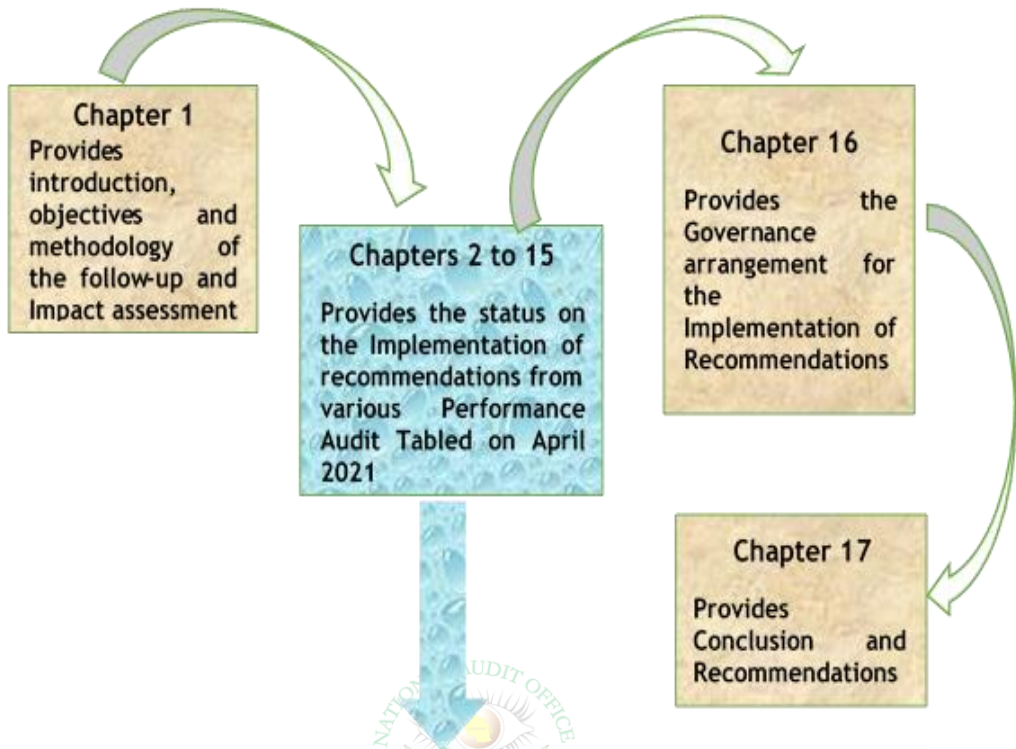 Chapter 1
Provides
introduction,
objectives and
methodology of
the follow-up and
Impact assessment
Chapters 2 to 15
Provides the status on
the Implementation of
recommendations from
various Performance
Audit Tabled on April
2021
Chapter 16
Provides the
Governance
arrangement for
the
Implementation of
Recommendations
Chapter 17
Provides
Conclusion and
Recommendations
AUDIT OFFICE